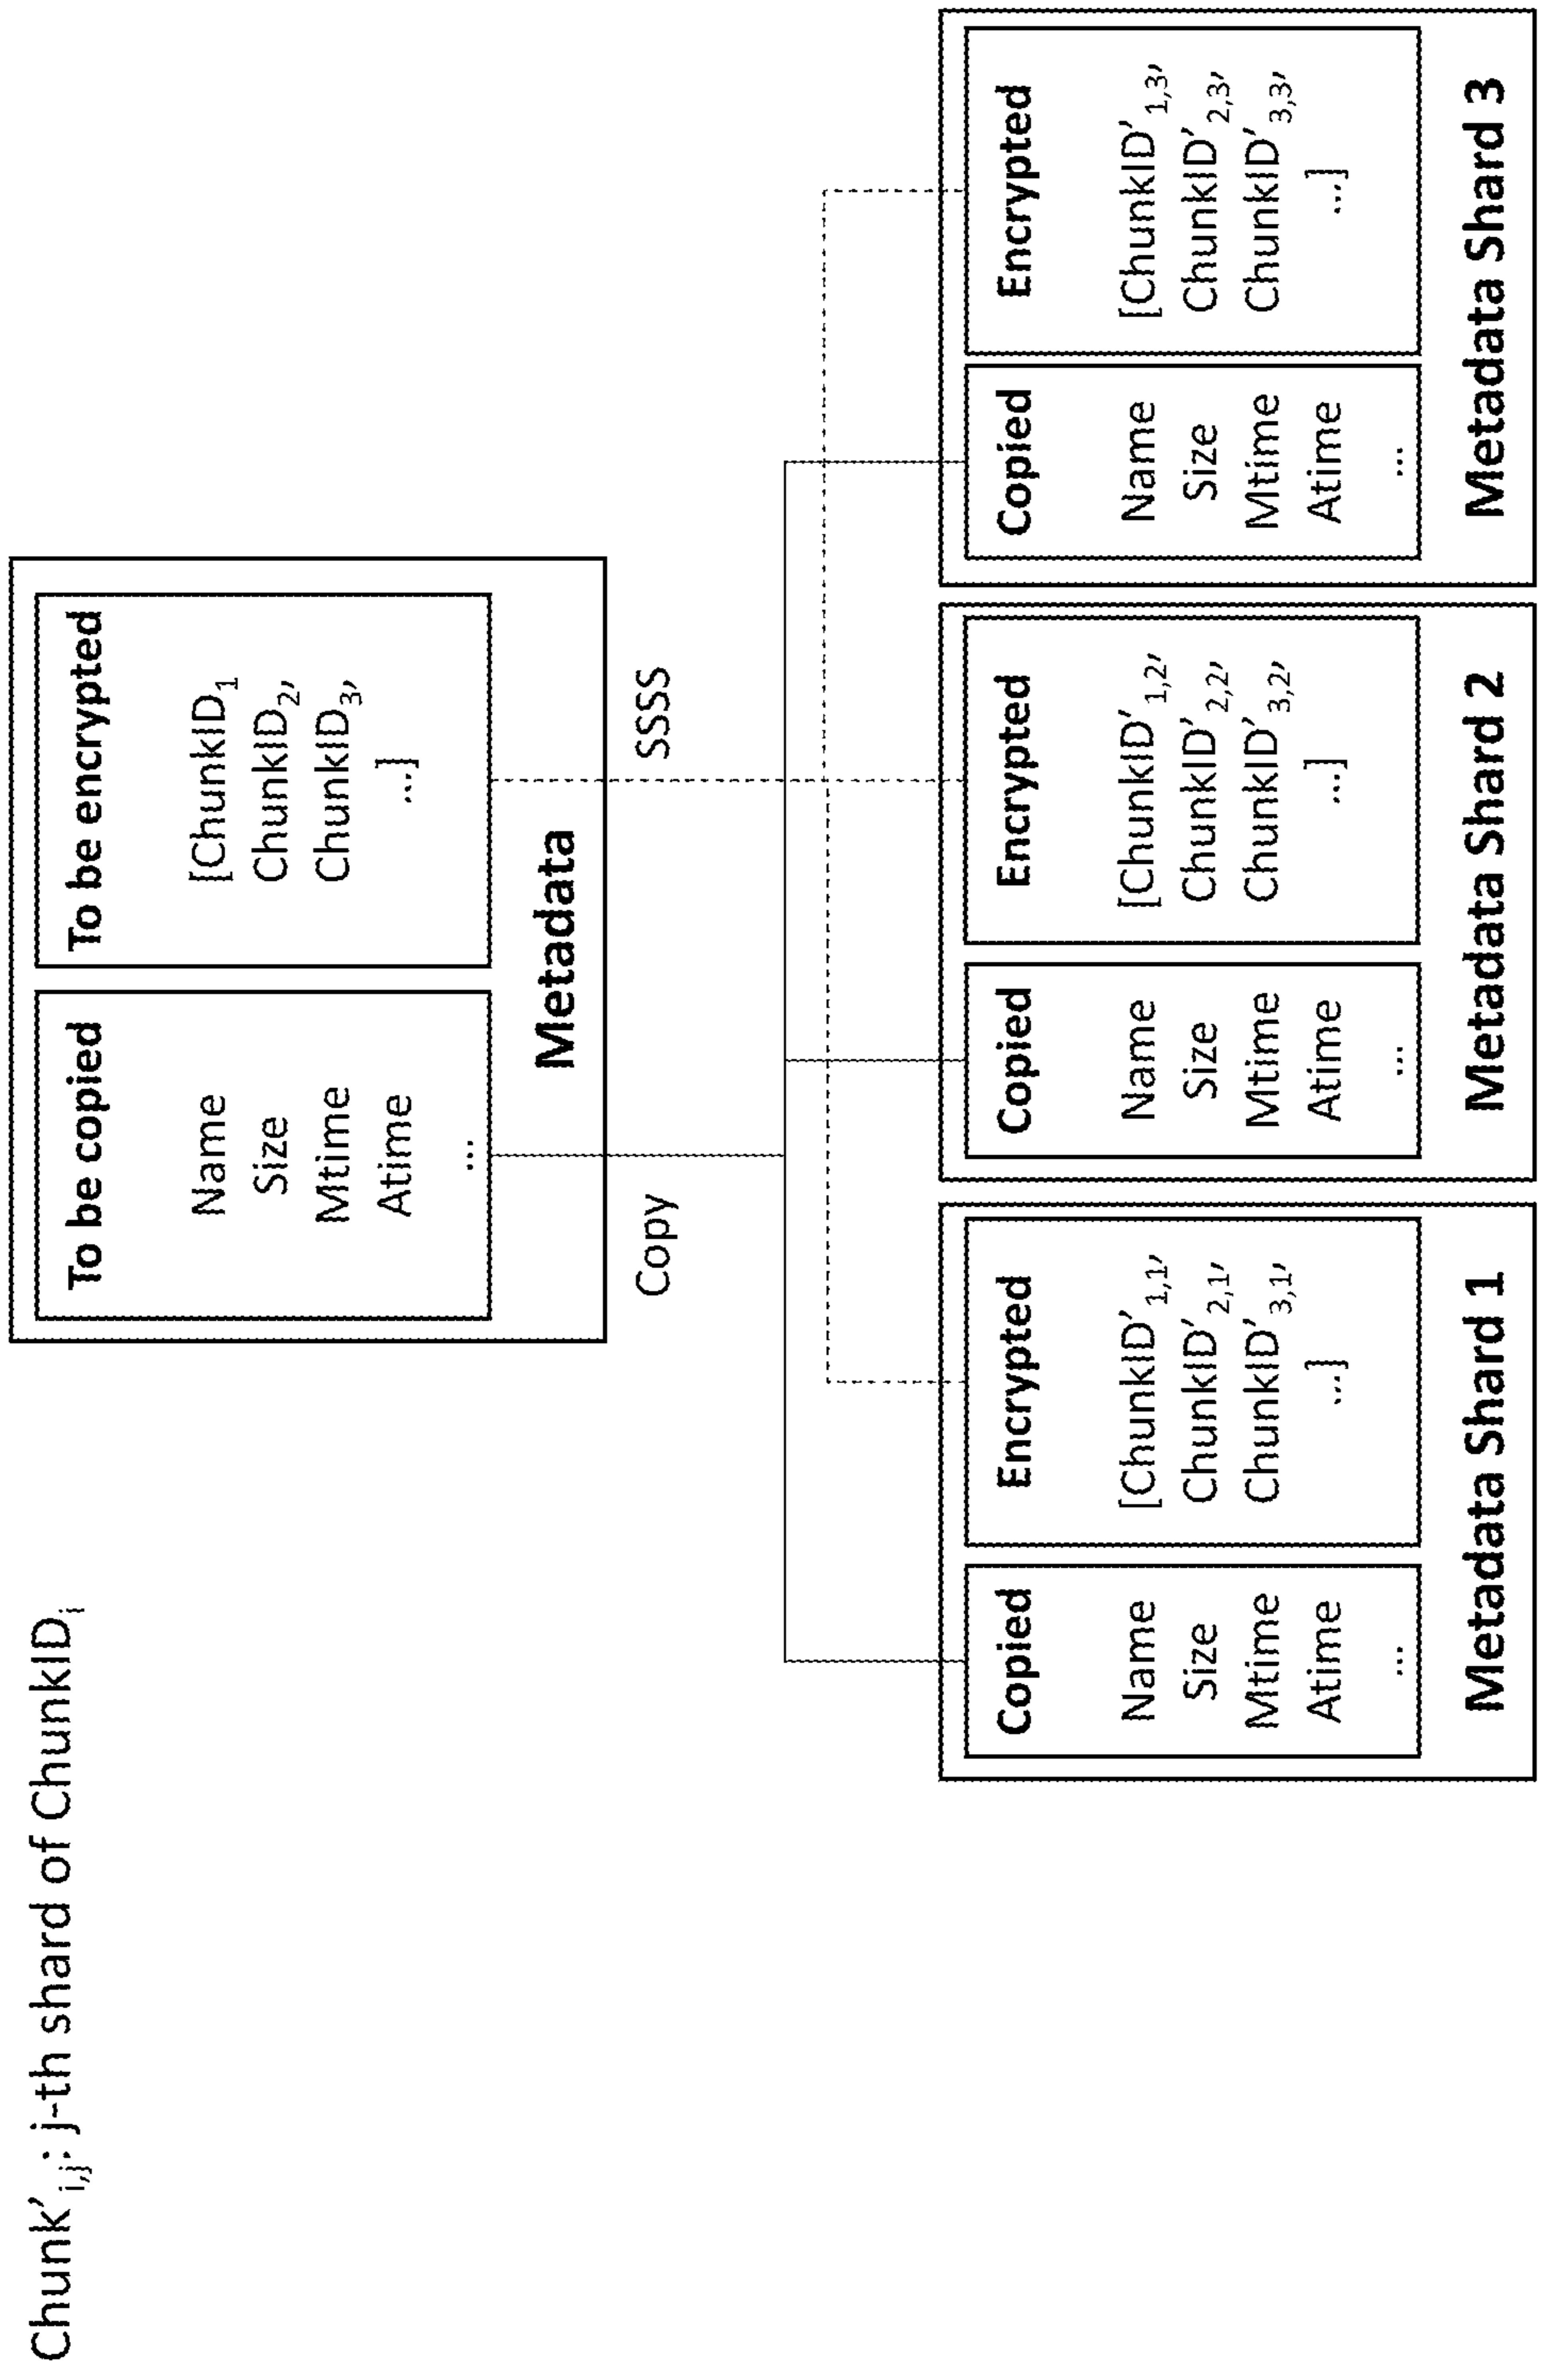 Chunk’i,j: j-th shard of ChunkIDi
To be copied
Name
Size
Mtime
Atime
...
To be encrypted
[ChunkID1
ChunkID2,
ChunkID3,
...]
Metadata
Copy
SSSS
Copied
Name
Size
Mtime
Atime
...
Encrypted
[ChunkID’1,1,
ChunkID’2,1,
ChunkID’3,1,
...]
Metadata Shard 1
Copied
Name
Size
Mtime
Atime
...
Encrypted
[ChunkID’1,2,
ChunkID’2,2,
ChunkID’3,2,
...]
Metadata Shard 2
Copied
Name
Size
Mtime
Atime
...
Encrypted
[ChunkID’1,3,
ChunkID’2,3,
ChunkID’3,3,
...]
Metadata Shard 3